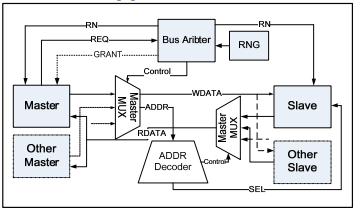 RN
RN
REQ
Bus Aribter
RNG
GRANT
Control
Master
WDATA
Slave
Master
MUX
ADDR
Master
MUX
RDATA
Other
Master
ADDR
Decoder
Control
Other
Slave
SEL